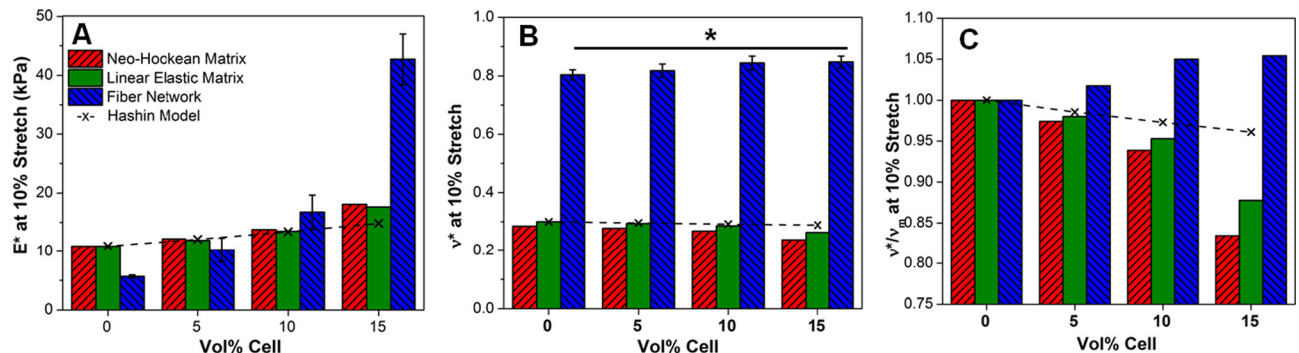 A
Neo-Hockean Matrix
Linear Elastic Matrix
Fiber Network
Hashin Model
E* at 10% Stretch (kPa)
50
40
30
20
10
0
0 5 10 15
Vol% Cell
B
*
ν* at 10% Stretch
1.0
0.8
0.6
0.4
0.2
0.0
0 5 10 15
Vol% Cell
C
ν*/νm at 10% Stretch
1.10
1.05
1.00
0.95
0.90
0.85
0.80
0.75
0 5 10 15
Vol% Cell